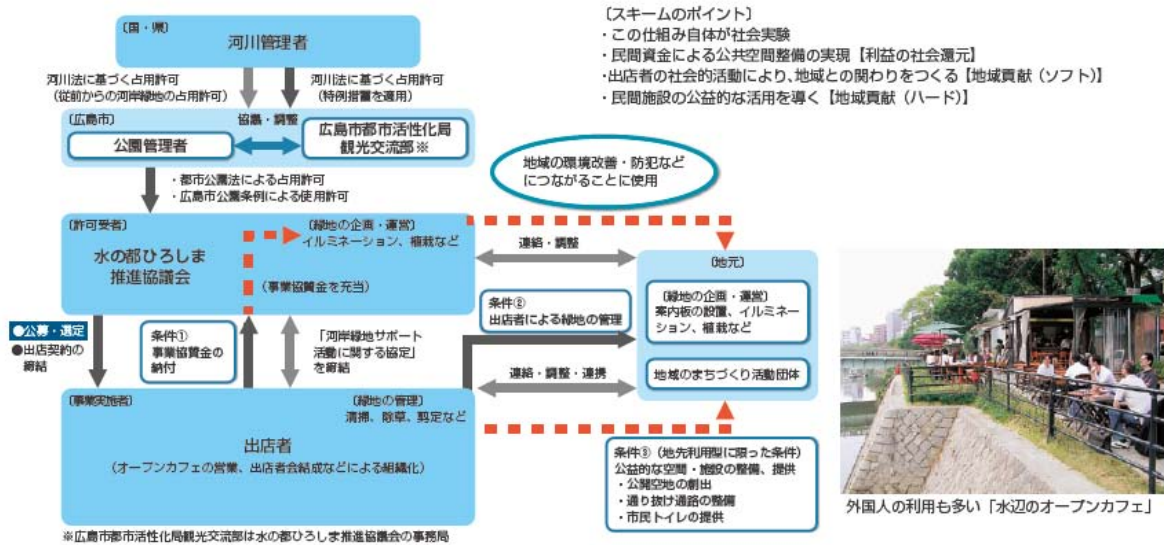 〔国・県〕
河川管理者
河川法に基づく占用許可
(従前からの河岸緑地の占用許可)
河川法に基づく占用許可
(特例措置を適用)
〔広島市〕
協議・調整
公園管理者
広島市都市活性化局
観光交流部※
・都市公園法による占用許可
・広島市公園条例による使用許可
〔スキームのポイント〕
・この仕組み自体が社会実験
・民間資金による公共空間整備の実現【利益の社会還元】
・出店者の社会的活動により、地域との関わりをつくる【地域貢献(ソフト)】
・民間施設の公益的な活用を導く【地域貢献(ハード)】
地域の環境改善・防犯など
につながることに使用
〔許可受者〕
水の都ひろしま
推進協議会
〔緑地の企画・運営〕
イルミネーション、植栽など
(事業協賛金を充当)
連絡・調整
〔地元〕
〔緑地の企画・運営〕
案内板の設置、イルミネー
ション、植栽など
地域のまちづくり活動団体
●公募・選定
●出店契約の
締結
条件①
事業協賛金の
納付
「河岸緑地サポート
活動に関する協定」
を締結
条件②
出店者による緑地の管理
連絡・調整・連携
〔事業実施者〕
〔緑地の管理〕
清掃、除草、剪定など
出店者
(オープンカフェの営業、出店者会結成などによる組織化)
条件③(地先利用型に限った条件)
公益的な空間・施設の整備、提供
・公開空地の創出
・通り抜け通路の整備
・市民トイレの提供
外国人の利用も多い「水辺のオープンカフェ」
※広島市都市活性化局観光交流部は水の都ひろしま推進協議会の事務局